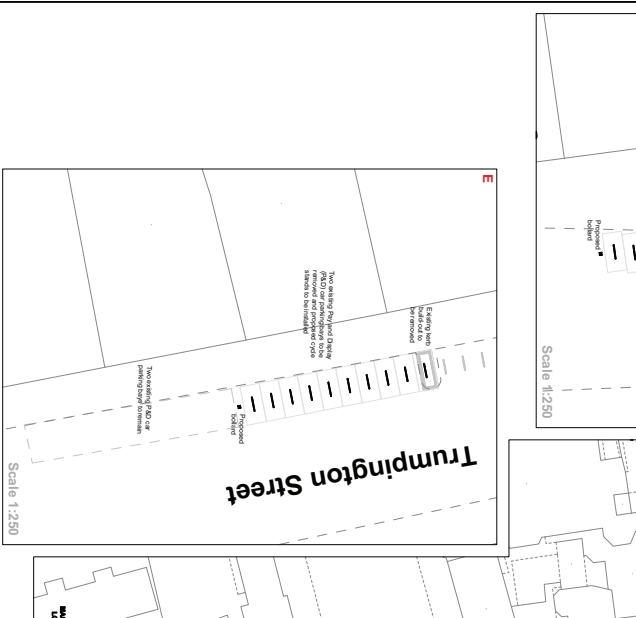 E
Existing kerb
build-out to
be removed
Two existing Pay and Display
(P&D) car parking bays to be
removed and proposed cycle
stands to be installed
Two existing P&D car
parking bays to remain
Proposed
bollard
Trumpington Street
Scale 1:250
Proposed
bollard
Scale 1:250